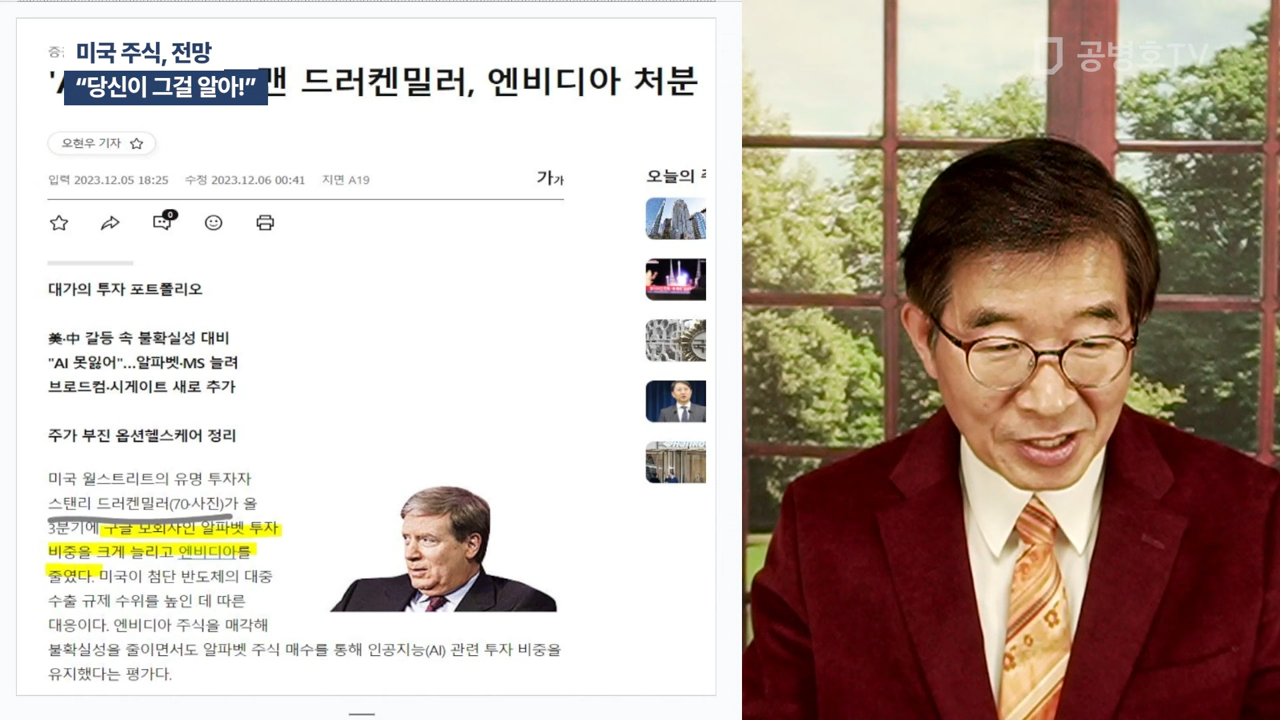 미국 주식, 전망
“당신이 그걸 알아!”
맨 드러켄밀러, 엔비디아 처분
공병호TV
오현우 기자
입력 2023.12.05 18:25 수정 2023.12.06 00:41 지면 A19
가가
오늘의
0
대가의 투자 포트폴리오
美·中 갈등 속 불확실성 대비
"AI 못잃어"...알파벳·MS 늘려
브로드컴·시게이트 새로 추가
주가 부진 옵션헬스케어 정리
미국 월스트리트의 유명 투자자
스탠리 드러켄밀러(70·사진)가 올
3분기에 구글 모회사인 알파벳 투자
비중을 크게 늘리고 엔비디아를
줄였다. 미국이 첨단 반도체의 대중
수출 규제 수위를 높인 데 따른
대응이다. 엔비디아 주식을 매각해
불확실성을 줄이면서도 알파벳 주식 매수를 통해 인공지능(AI) 관련 투자 비중을
유지했다는 평가다.